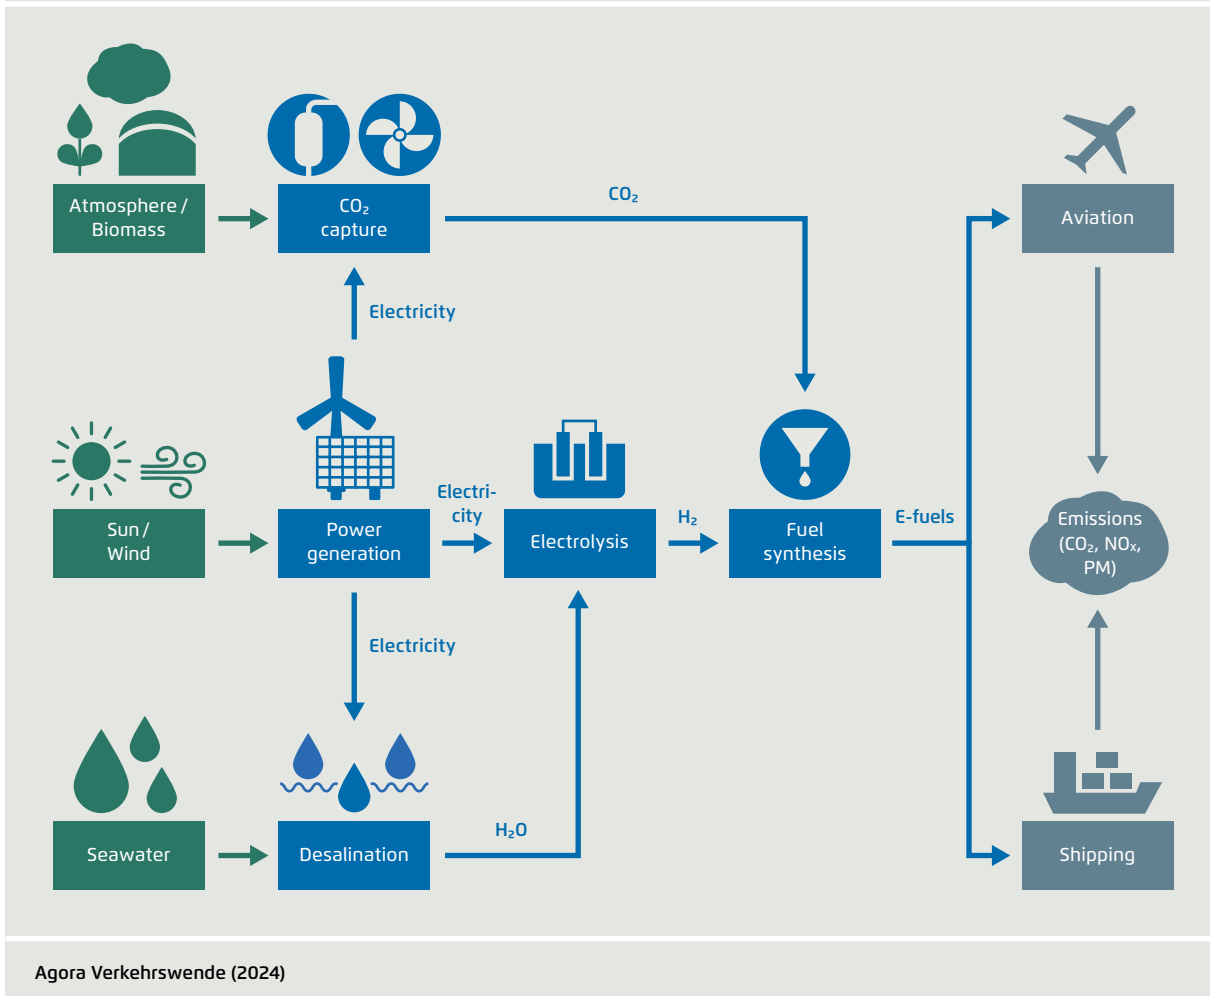 Atmosphere /
Biomass
CO₂
capture
CO₂
Aviation
Electricity
Sun /
Wind
Power
generation
Electri-
city
Electrolysis
H₂
Fuel
synthesis
E-fuels
Emissions
(CO₂, NOₓ,
PM)
Electricity
Seawater
Desalination
H₂O
Shipping
Agora Verkehrswende (2024)